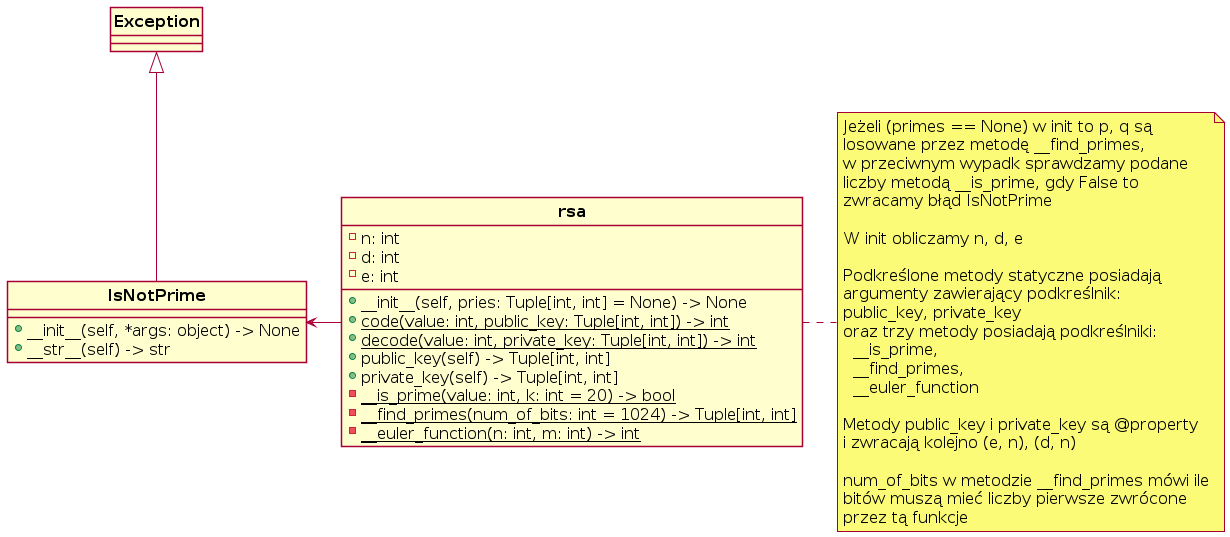 Exception
IsNotPrime
__init__(self, *args: object) -> None
__str__(self) -> str
rsa
n: int
d: int
e: int
__init__(self, pries: Tuple[int, int] = None) -> None
code(value: int, public_key: Tuple[int, int]) -> int
decode(value: int, private_key: Tuple[int, int]) -> int
public_key(self) -> Tuple[int, int]
private_key(self) -> Tuple[int, int]
__is_prime(value: int, k: int = 20) -> bool
__find_primes(num_of_bits: int = 1024) -> Tuple[int, int]
__euler_function(n: int, m: int) -> int
Jeżeli (primes == None) w init to p, q są
losowane przez metodę __find_primes,
w przeciwnym wypadk sprawdzamy podane
liczby metodą __is_prime, gdy False to
zwracamy błąd IsNotPrime
W init obliczamy n, d, e
Podkreślone metody statyczne posiadają
argumenty zawierający podkreślnik:
public_key, private_key
oraz trzy metody posiadają podkreślniki:
__is_prime,
__find_primes,
__euler_function
Metody public_key i private_key są @property
i zwracają kolejno (e, n), (d, n)
num_of_bits w metodzie __find_primes mówi ile
bitów muszą mieć liczby pierwsze zwrócone
przez tą funkcje